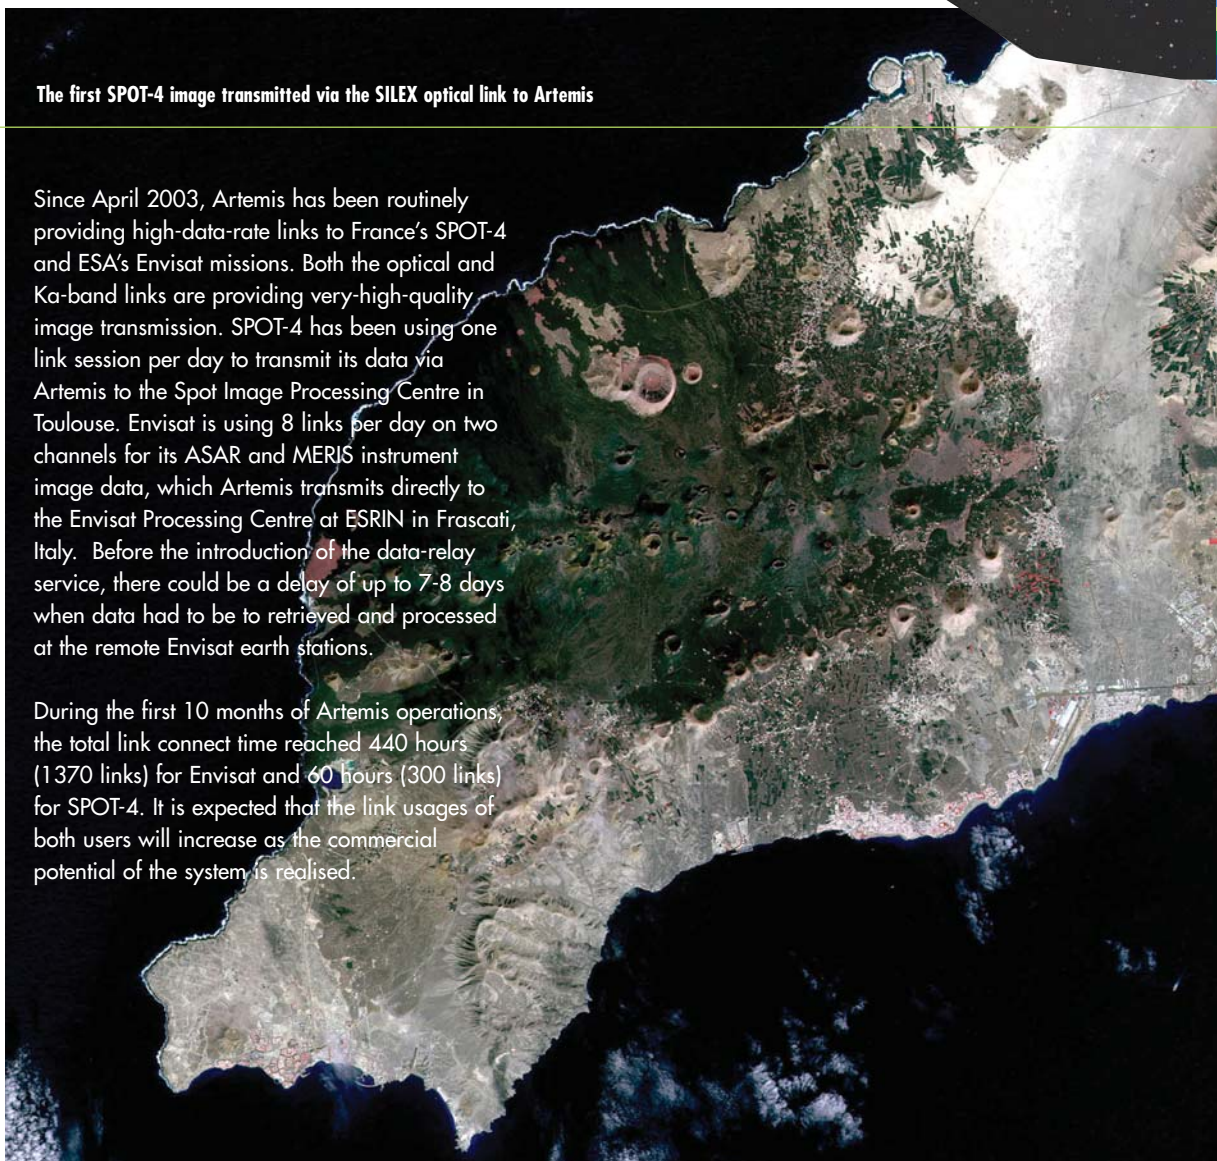 The first SPOT-4 image transmitted via the SILEX optical link to Artemis
Since April 2003, Artemis has been routinely
providing high-data-rate links to France's SPOT-4
and ESA's Envisat missions. Both the optical and
Ka-band links are providing very-high-quality
image transmission. SPOT-4 has been using one
link session per day to transmit its data via
Artemis to the Spot Image Processing Centre in
Toulouse. Envisat is using 8 links per day on two
channels for its ASAR and MERIS instrument
image data, which Artemis transmits directly to
the Envisat Processing Centre at ESRIN in Frascati,
Italy.  Before the introduction of the data-relay
service, there could be a delay of up to 7-8 days
when data had to be to retrieved and processed
at the remote Envisat earth stations.
During the first 10 months of Artemis operations,
the total link connect time reached 440 hours
(1370 links) for Envisat and 60 hours (300 links)
for SPOT-4. It is expected that the link usages of
both users will increase as the commercial
potential of the system is realised.